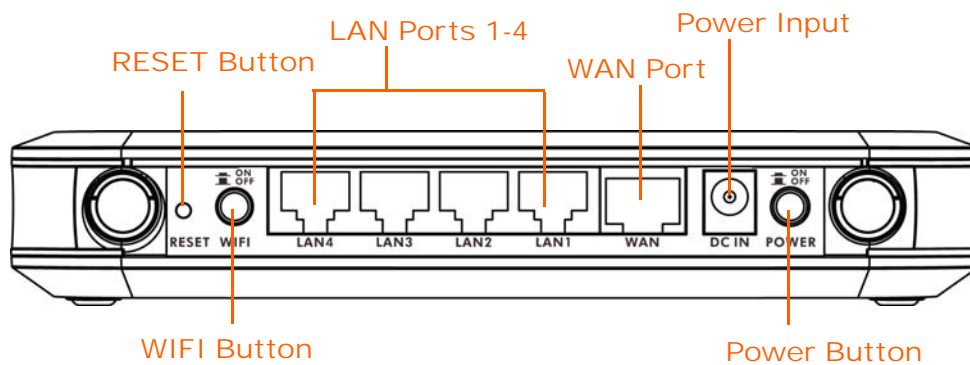 Power Input
LAN Ports 1-4
RESET Button
WAN Port
ON
OFF
ON
OFF
RESET WIFI
LAN4
LAN3
LAN2
LAN1
WAN
DC IN
POWER
WIFI Button
Power Button